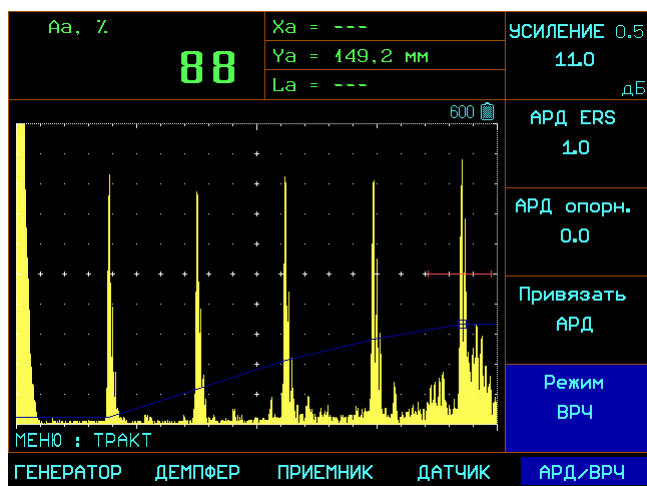 Aa, %
88
Xa = ---
Ya = 149,2 мм
La = ---
УСИЛЕНИЕ 0.5
11.0
дБ
600
АРД ERS
1.0
АРД опорн.
0.0
Привязать
АРД
Режим
ВРЧ
МЕНЮ : ТРАКТ
ГЕНЕРАТОР ДЕМПФЕР ПРИЕМНИК ДАТЧИК АРД/ВРЧ